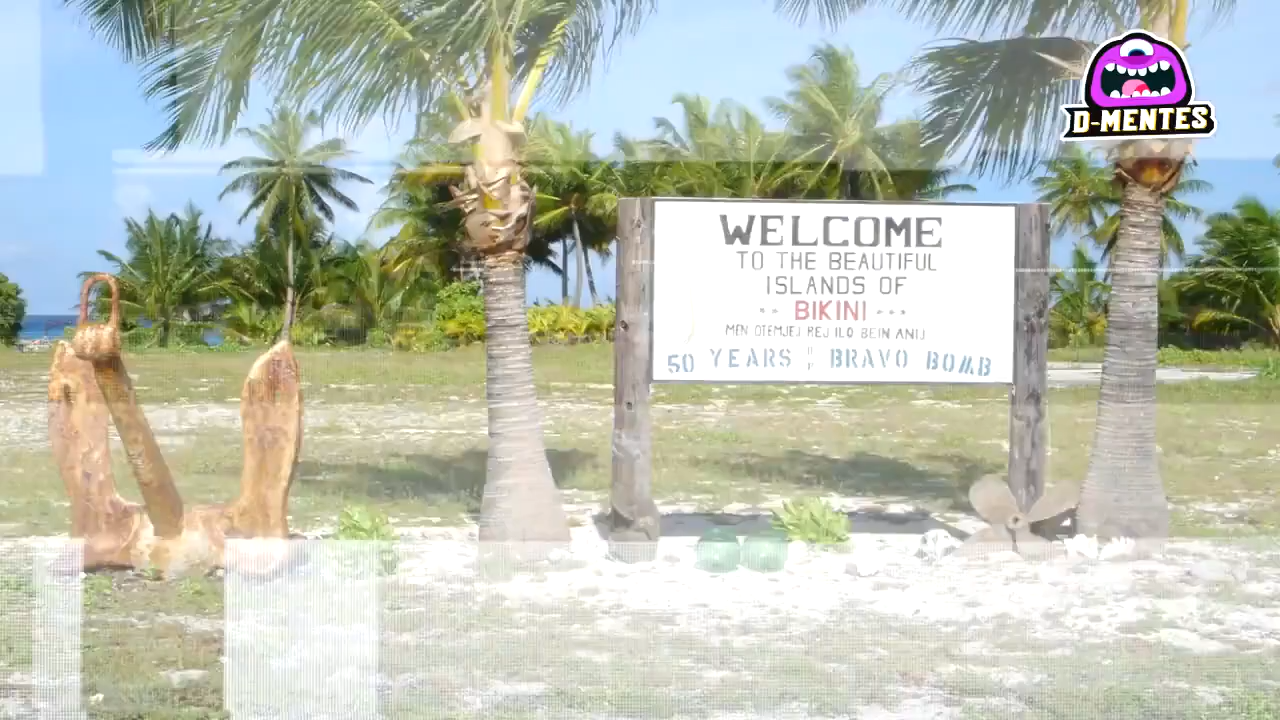 D-MENTES
WELCOME
TO THE BEAUTIFUL
ISLANDS OF
BIKINI
MEN OTEMJEJ REJ ILO BEIN ANIJ
50 YEARS BRAVO BOMB